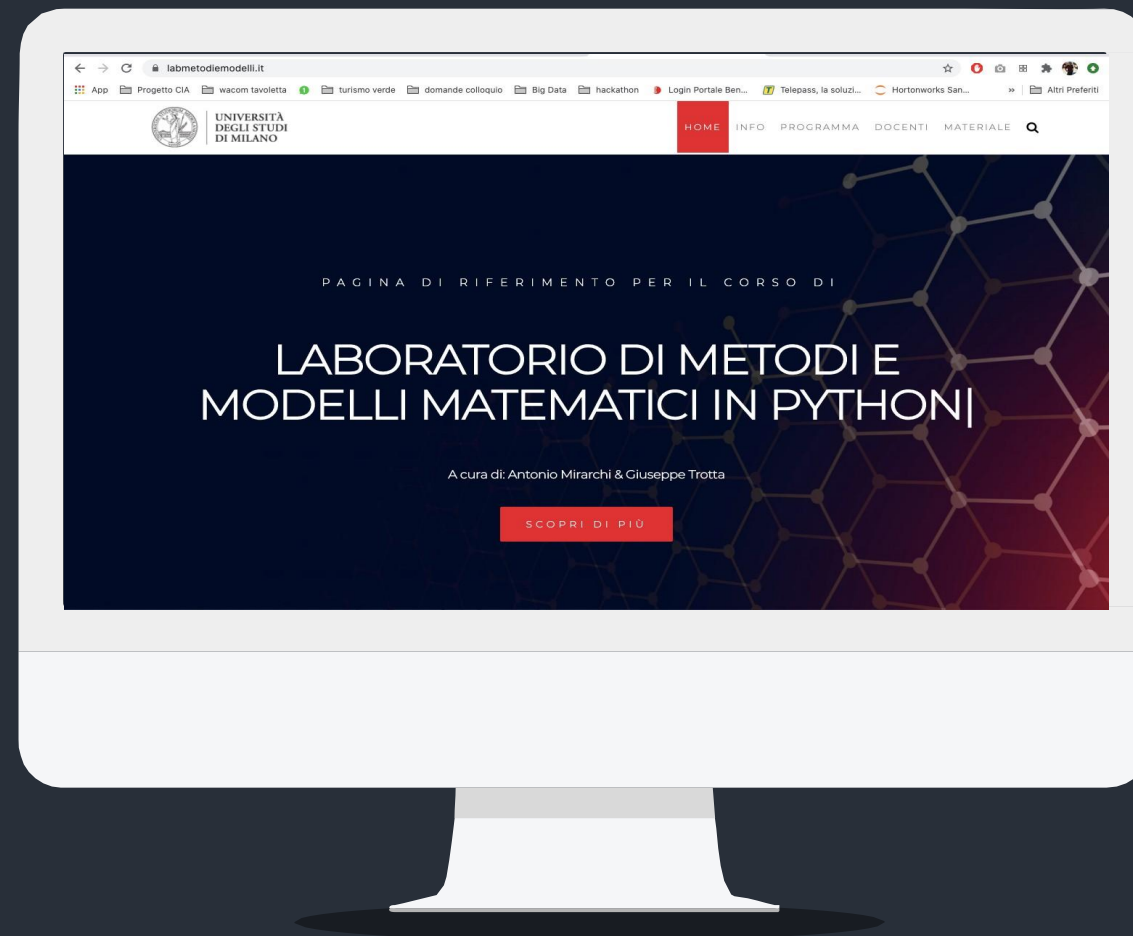 labmetodiemodelli.it
App Progetto CIA wacom tavoletta turismo verde domande colloquio Big Data hackathon Login Portale Ben... Telepass, la soluzi... Hortonworks San... » Altri Preferiti
UNIVERSITÀ
DEGLI STUDI
DI MILANO
HOME INFO PROGRAMMA DOCENTI MATERIALE
PAGINA DI RIFERIMENTO PER IL CORSO DI
LABORATORIO DI METODI E
MODELLI MATEMATICI IN PYTHON|
A cura di: Antonio Mirarchi & Giuseppe Trotta
SCOPRI DI PIÙ